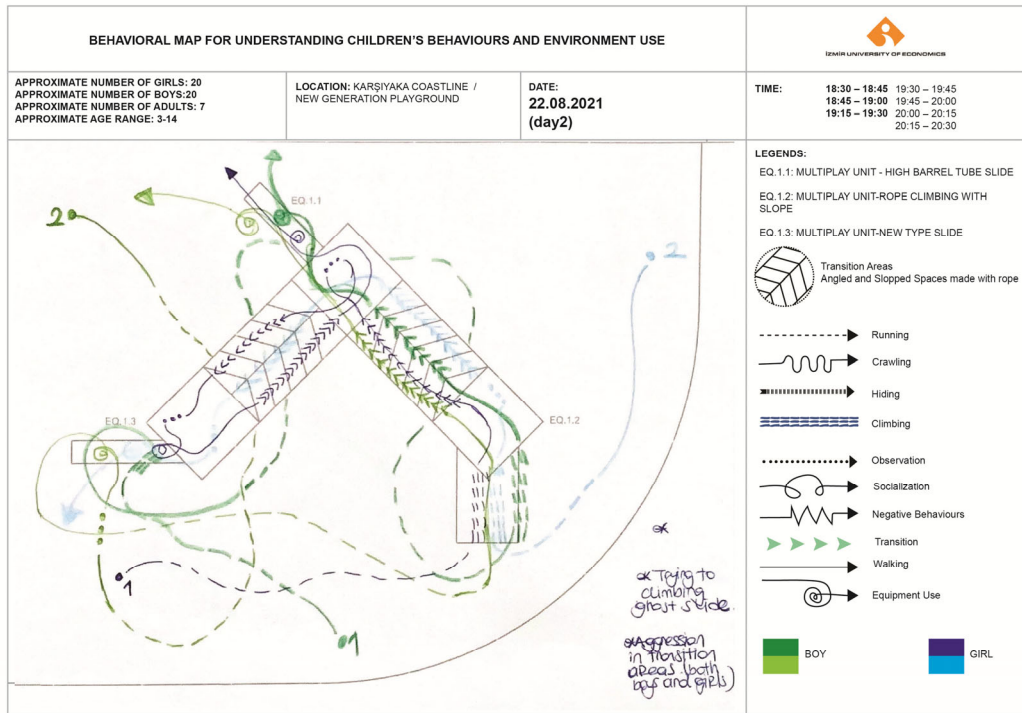 BEHAVIORAL MAP FOR UNDERSTANDING CHILDREN'S BEHAVIOURS AND ENVIRONMENT USE
İZMİR UNIVERSITY OF ECONOMICS
APPROXIMATE NUMBER OF GIRLS: 20
APPROXIMATE NUMBER OF BOYS:20
APPROXIMATE NUMBER OF ADULTS: 7
APPROXIMATE AGE RANGE: 3-14
LOCATION: KARŞIYAKA COASTLINE /
NEW GENERATION PLAYGROUND
DATE:
22.08.2021
(day2)
TIME:
18:30 – 18:45 19:30 – 19:45
18:45 – 19:00 19:45 – 20:00
19:15 – 19:30 20:00 – 20:15
20:15 – 20:30
EQ.1.1
2
2
EQ.1.3
EQ.1.2
1
1
α Trying to
climbing
ghost slide.
α Aggression
in transition
areas (both
boys and girls)
LEGENDS:
EQ.1.1: MULTIPLAY UNIT - HIGH BARREL TUBE SLIDE
EQ.1.2: MULTIPLAY UNIT-ROPE CLIMBING WITH
SLOPE
EQ.1.3: MULTIPLAY UNIT-NEW TYPE SLIDE
Transition Areas
Angled and Slopped Spaces made with rope
Running
Crawling
Hiding
Climbing
Observation
Socialization
Negative Behaviours
Transition
Walking
Equipment Use
BOY
GIRL